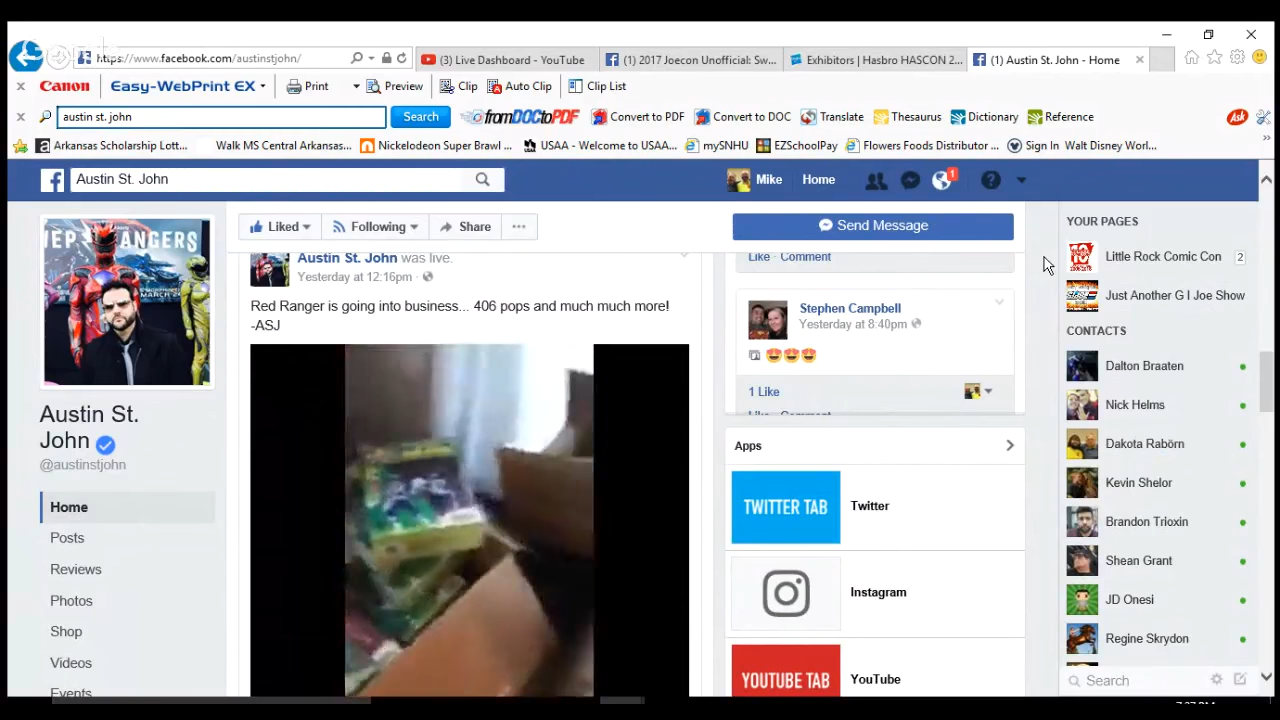 https://www.facebook.com/austinstjohn/
(3) Live Dashboard - YouTube
(1) 2017 Joecon Unofficial: Sw...
Exhibitors | Hasbro HASCON 2...
(1) Austin St. John - Home
Canon Easy-WebPrint EX Print Preview Clip Auto Clip Clip List
austin st. john Search fromDOCtoPDF Convert to PDF Convert to DOC Translate Thesaurus Dictionary Reference Ask
Arkansas Scholarship Lott... Walk MS Central Arkansas... Nickelodeon Super Brawl ... USAA - Welcome to USAA... mySNHU EZSchoolPay Flowers Foods Distributor ... Sign In Walt Disney Worl...
Austin St. John Mike Home 1
Liked Following Share ... Send Message
RANGERS
Austin St.
John
@austinstjohn
Home
Posts
Reviews
Photos
Shop
Videos
Events
Austin St. John was live.
Yesterday at 12:16pm
Red Ranger is going into business... 406 pops and much much more!
-ASJ
Like · Comment
Stephen Campbell
Yesterday at 8:40pm
😍😍😍
1 Like
Like · Comment
Apps
TWITTER TAB Twitter
Instagram
YOUTUBE TAB YouTube
YOUR PAGES
Little Rock Comic Con 2
Just Another G I Joe Show
CONTACTS
Dalton Braaten
Nick Helms
Dakota Rabörn
Kevin Shelor
Brandon Trioxin
Shean Grant
JD Onesi
Regine Skrydon
Search